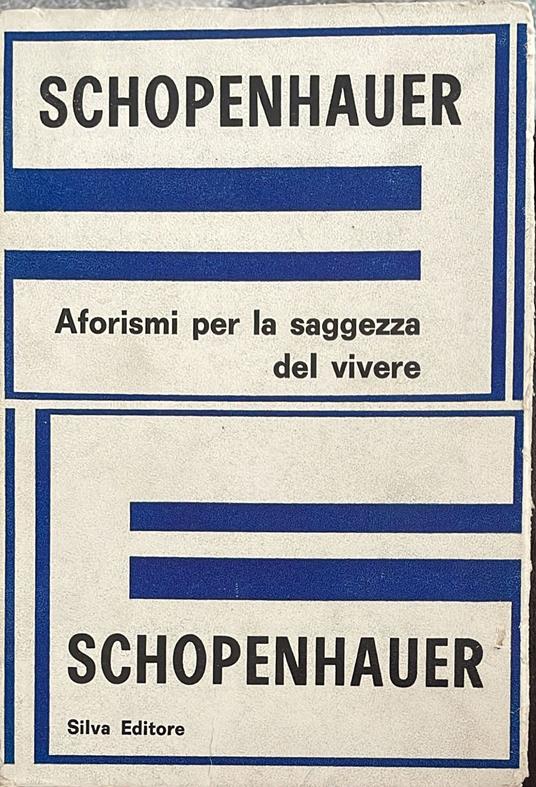 SCHOPENHAUER
Aforismi per la saggezza
del vivere
SCHOPENHAUER
Silva Editore